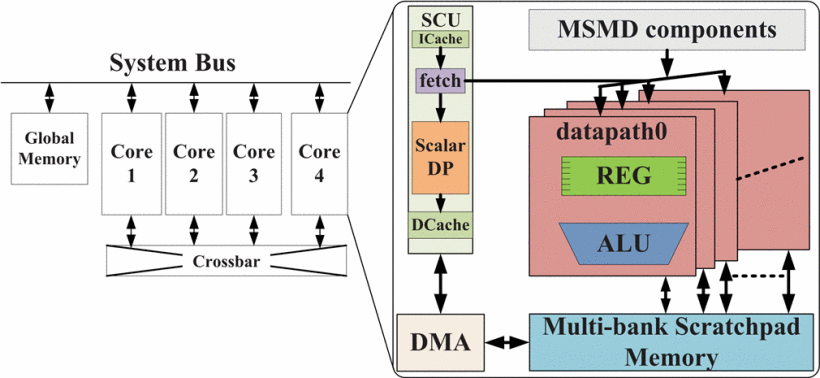 System Bus
Global
Memory
Core
1
Core
2
Core
3
Core
4
Crossbar
SCU
ICache
fetch
Scalar
DP
DCache
DMA
MSMD components
datapath0
REG
ALU
Multi-bank Scratchpad
Memory